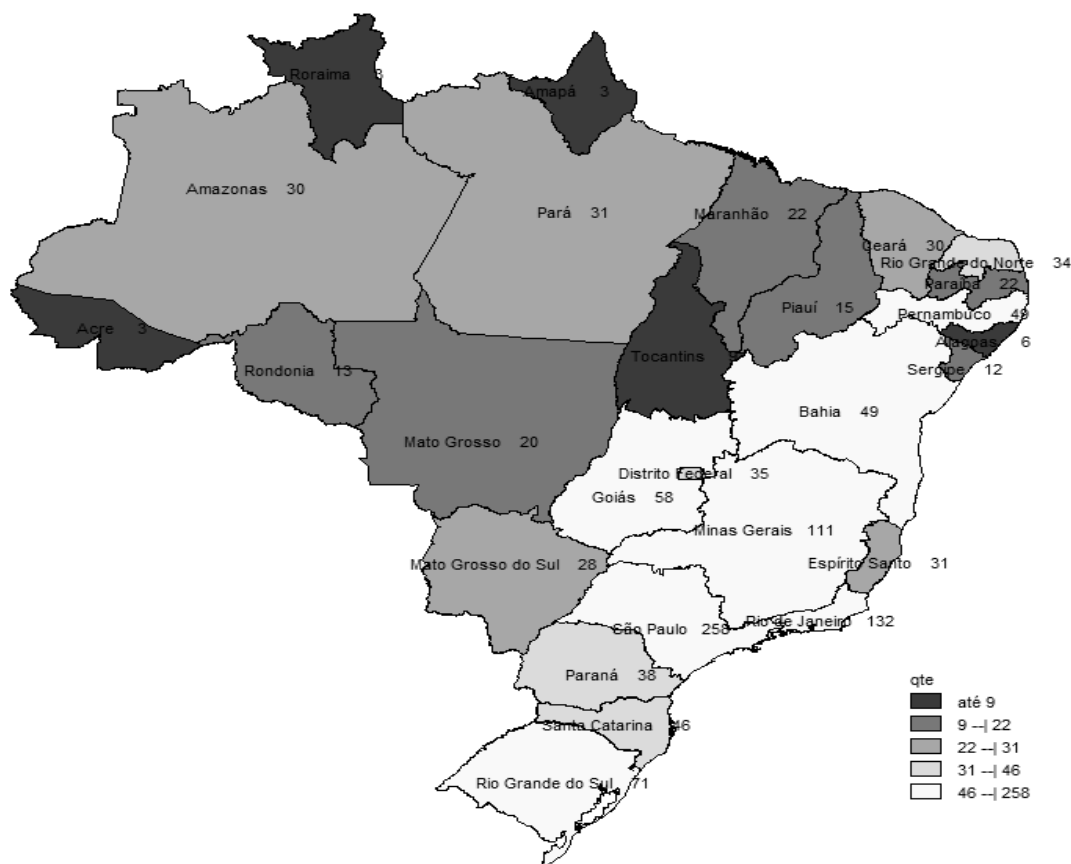 Roraima 3
Amapá 3
Amazonas 30
Pará 31
Maranhão 22
Ceará 30
Rio Grande do Norte 34
Paraíba 22
Piauí 15
Pernambuco 49
Acre 3
Alagoas 6
Tocantins
Rondonia 13
Sergipe 12
Bahia 49
Mato Grosso 20
Distrito Federal 35
Goiás 58
Minas Gerais 111
Mato Grosso do Sul 28
Espírito Santo 31
São Paulo 258
Rio de Janeiro 132
Paraná 38
Santa Catarina 46
Rio Grande do Sul 71
qte
até 9
9 --| 22
22 --| 31
31 --| 46
46 --| 258